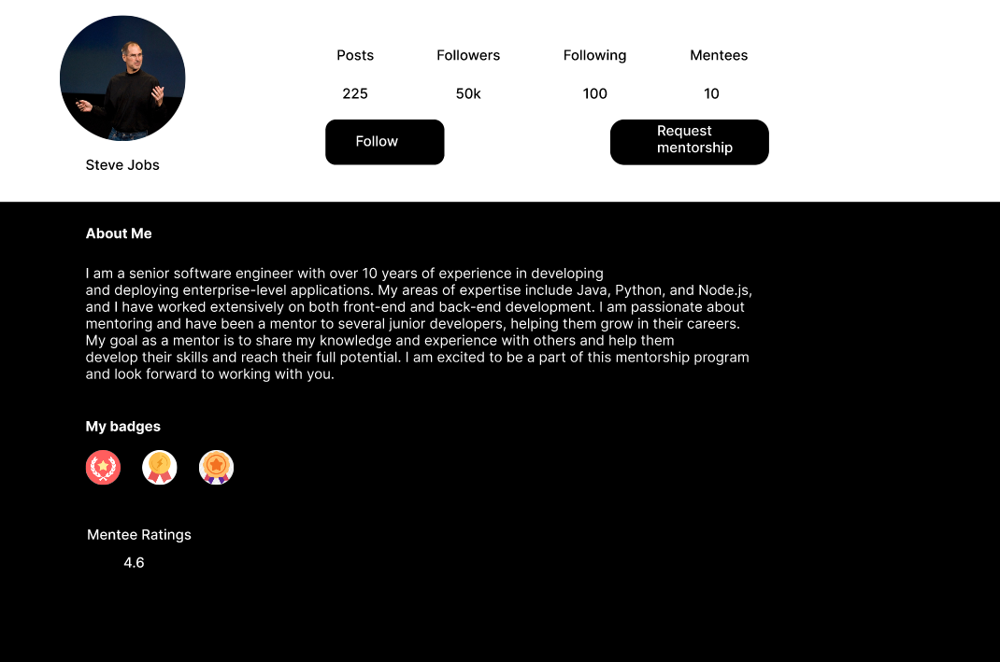 Posts Followers Following Mentees
225 50k 100 10
Follow
Request
mentorship
Steve Jobs
About Me
I am a senior software engineer with over 10 years of experience in developing
and deploying enterprise-level applications. My areas of expertise include Java, Python, and Node.js,
and I have worked extensively on both front-end and back-end development. I am passionate about
mentoring and have been a mentor to several junior developers, helping them grow in their careers.
My goal as a mentor is to share my knowledge and experience with others and help them
develop their skills and reach their full potential. I am excited to be a part of this mentorship program
and look forward to working with you.
My badges
Mentee Ratings
4.6